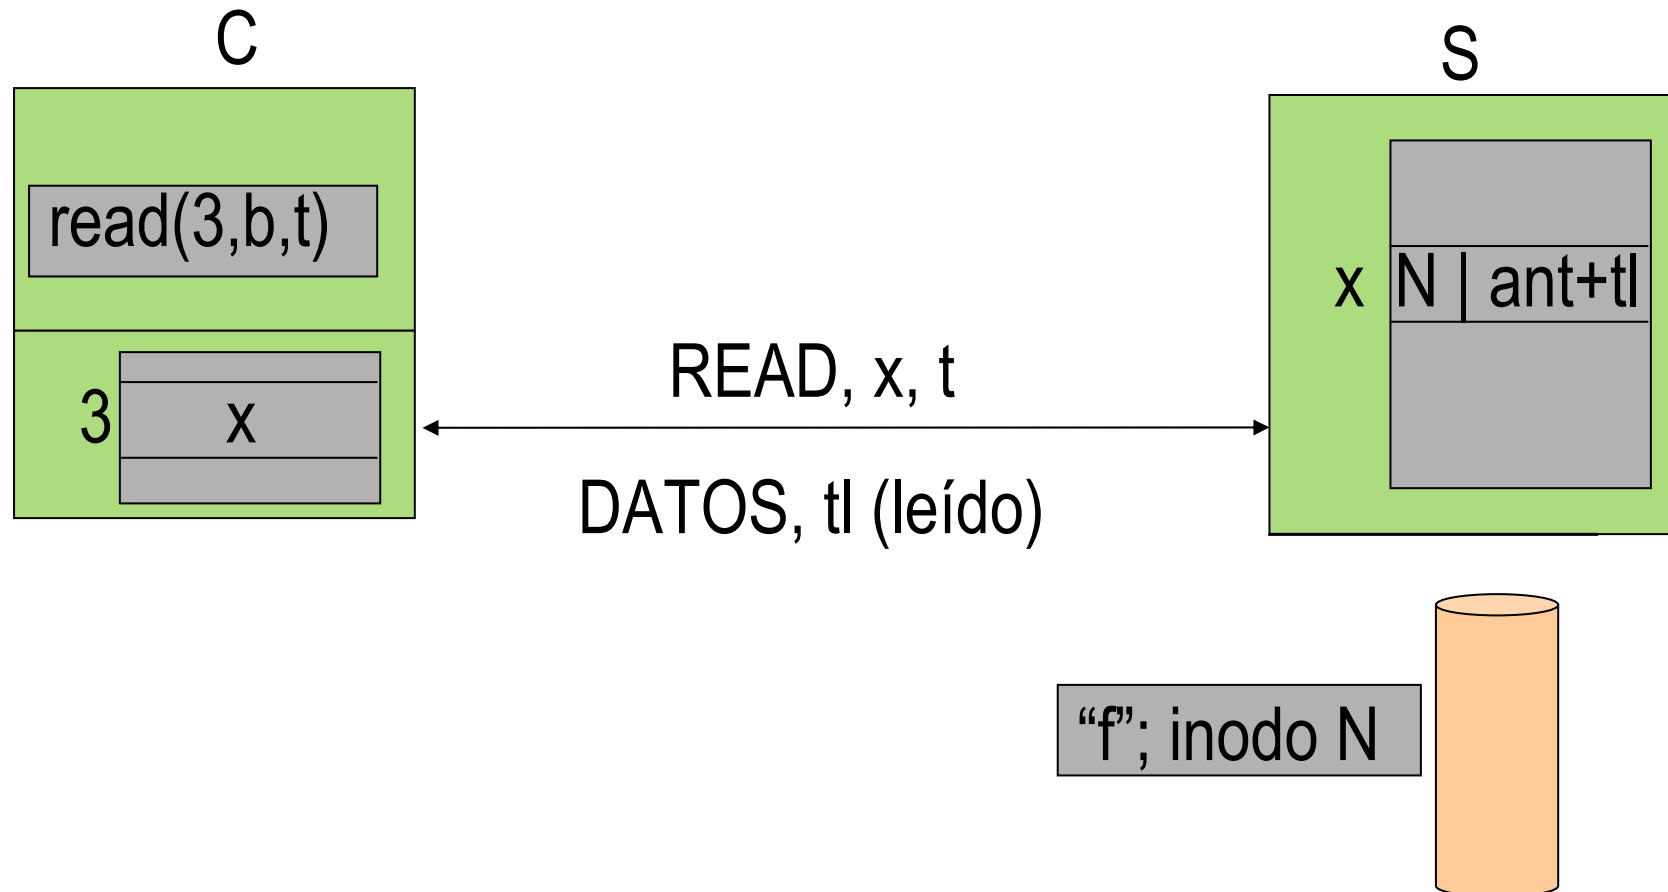 C
S
read(3,b,t)
x N | ant+tl
READ, x, t
3 x
DATOS, tl (leído)
“f”; inodo N